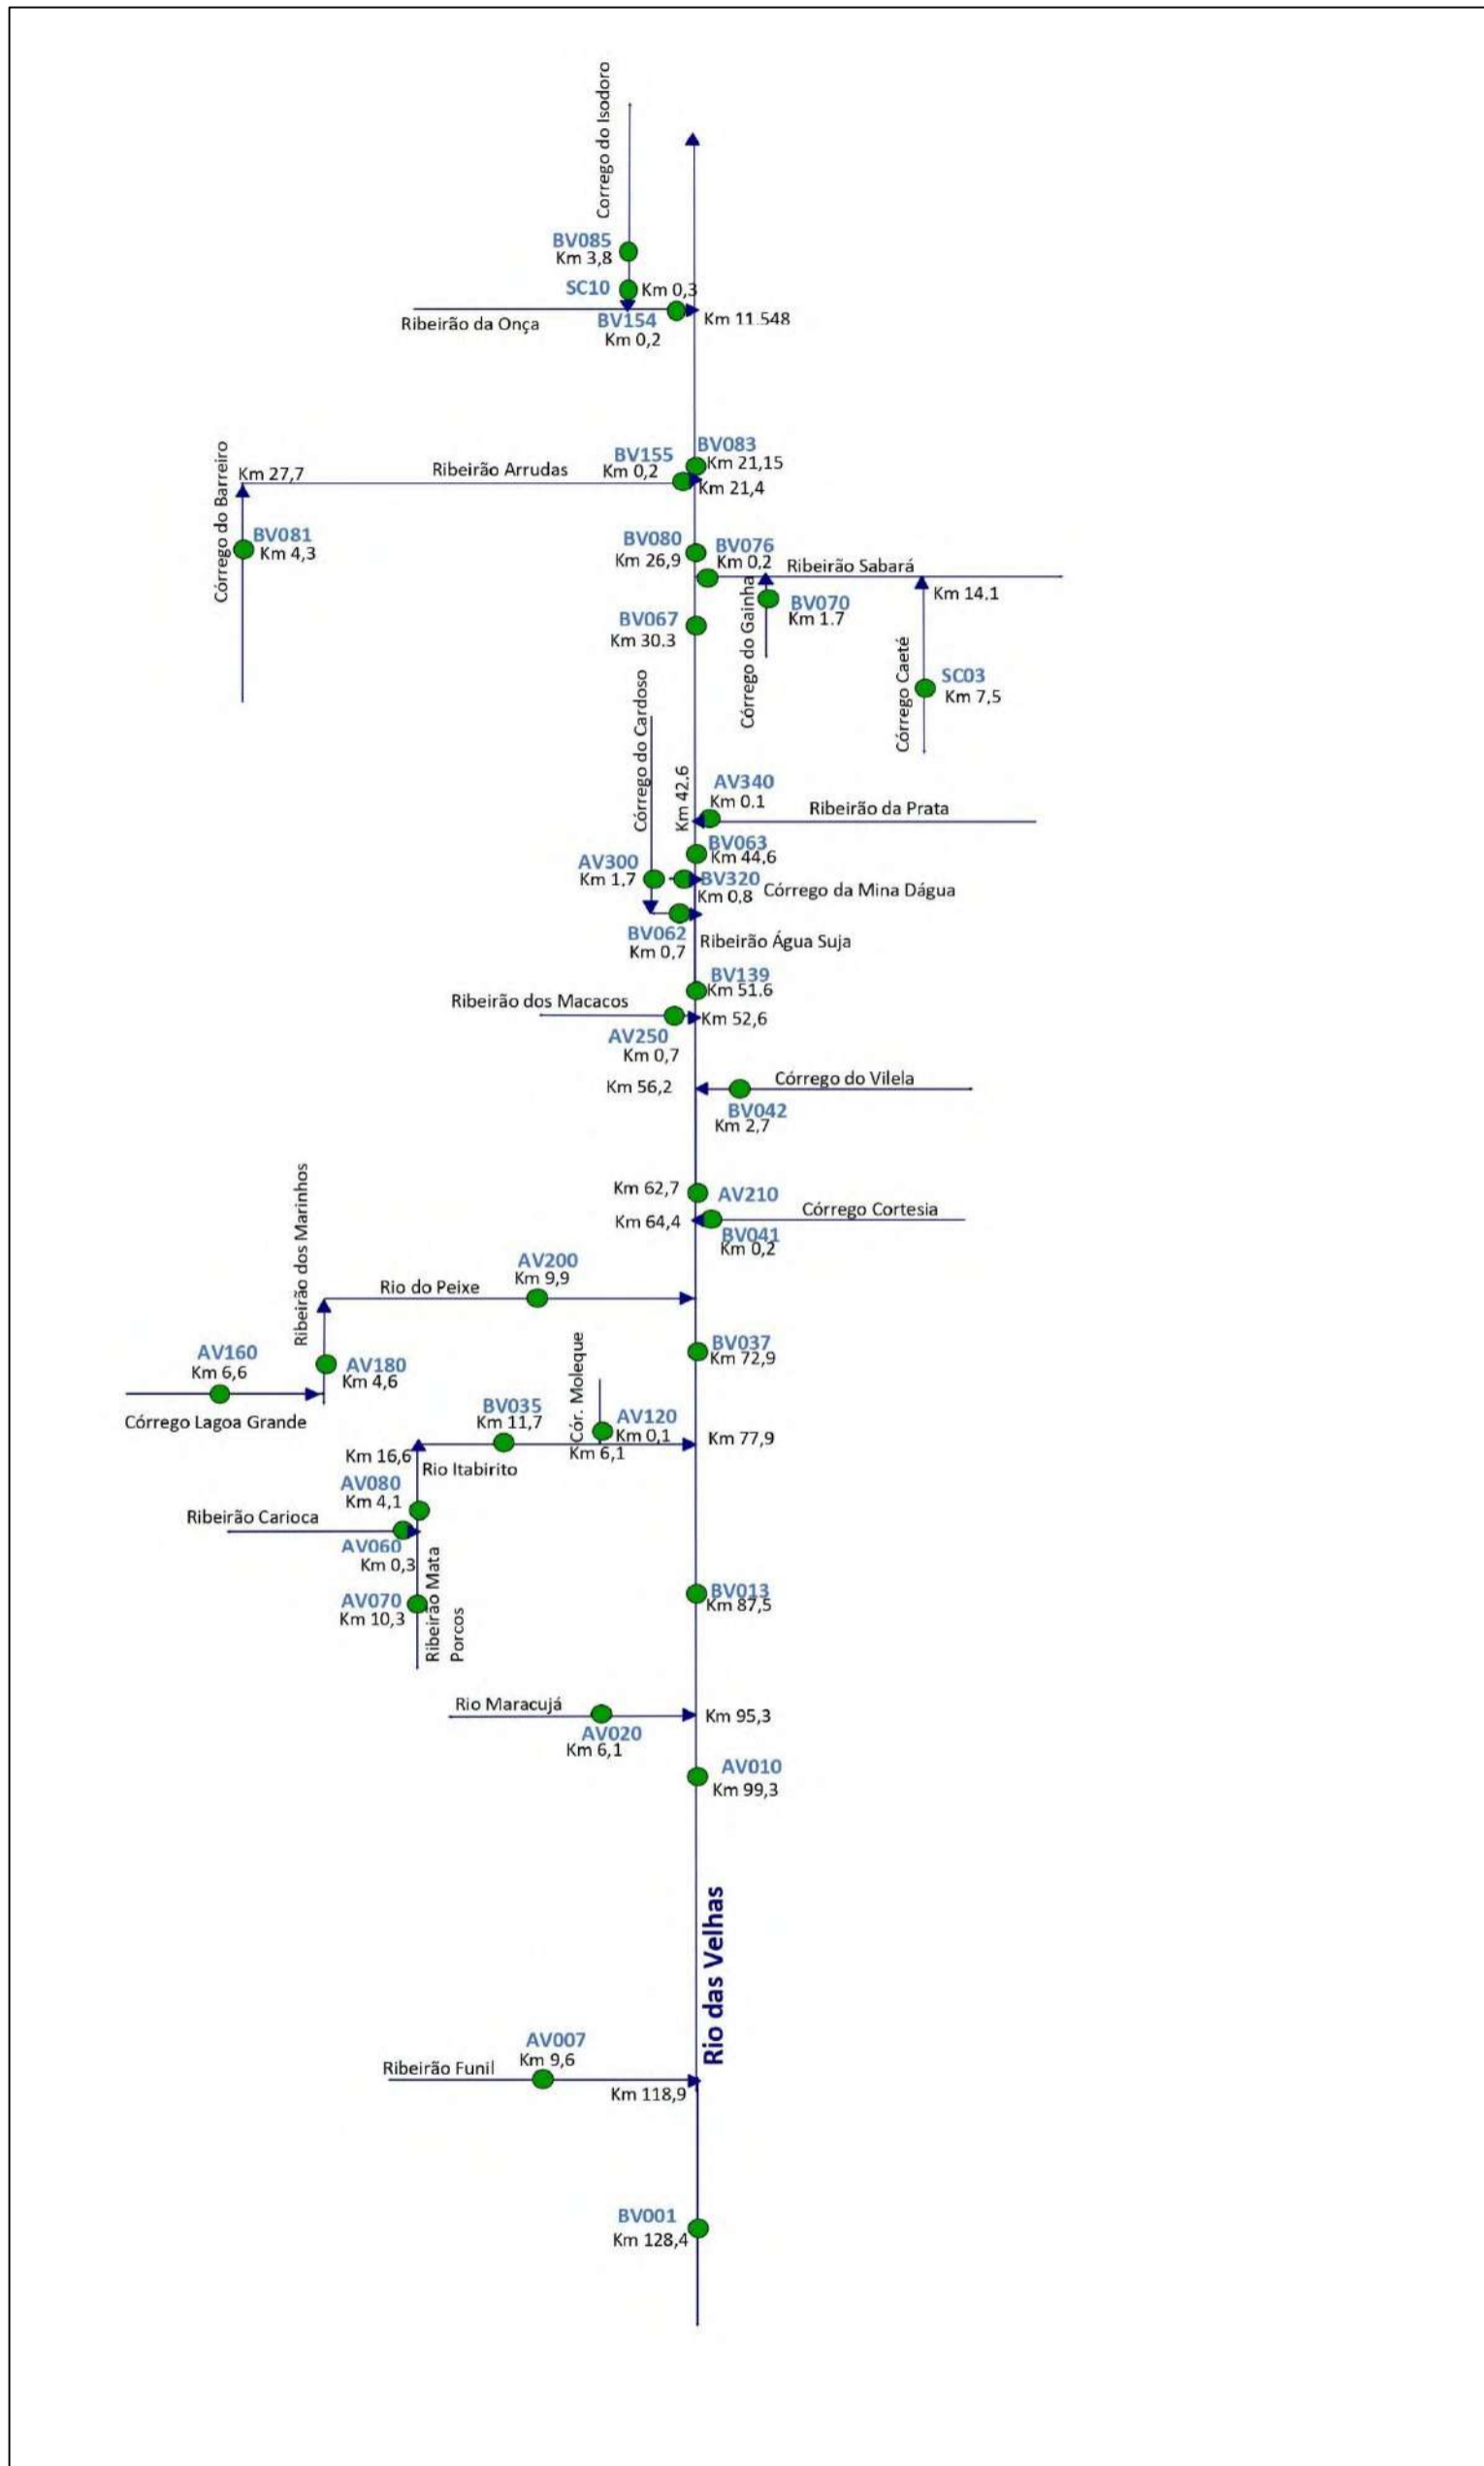 Corrego do Isodoro
BV085
Km 3,8
SC10
Km 0,3
Ribeirão da Onça
BV154
Km 0,2
Km 11.548
Córrego do Barreiro
Km 27,7
Ribeirão Arrudas
BV155
Km 0,2
BV083
Km 21,15
Km 21,4
BV081
Km 4,3
BV080
Km 26,9
BV076
Km 0,2
Ribeirão Sabará
Km 14.1
BV067
Km 30.3
Córrego do Gainha
BV070
Km 1.7
Córrego Caeté
SC03
Km 7,5
Córrego do Cardoso
Km 42.6
AV340
Km 0.1
Ribeirão da Prata
BV063
Km 44,6
AV300
Km 1,7
BV320
Km 0,8
Córrego da Mina Dágua
BV062
Km 0,7
Ribeirão Água Suja
BV139
Km 51.6
Ribeirão dos Macacos
Km 52,6
AV250
Km 0,7
Km 56,2
Córrego do Vilela
BV042
Km 2,7
Km 62,7
AV210
Km 64,4
Córrego Cortesia
BV041
Km 0,2
Ribeirão dos Marinhos
Rio do Peixe
AV200
Km 9,9
AV160
Km 6,6
AV180
Km 4,6
Córrego Lagoa Grande
BV037
Km 72,9
BV035
Km 11,7
Cór. Moleque
AV120
Km 0,1
Km 6,1
Km 77,9
Km 16,6
Rio Itabirito
AV080
Km 4,1
Ribeirão Carioca
AV060
Km 0,3
AV070
Km 10,3
Ribeirão Mata
Porcos
BV013
Km 87,5
Rio Maracujá
Km 95,3
AV020
Km 6,1
AV010
Km 99,3
Rio das Velhas
AV007
Km 9,6
Ribeirão Funil
Km 118,9
BV001
Km 128,4